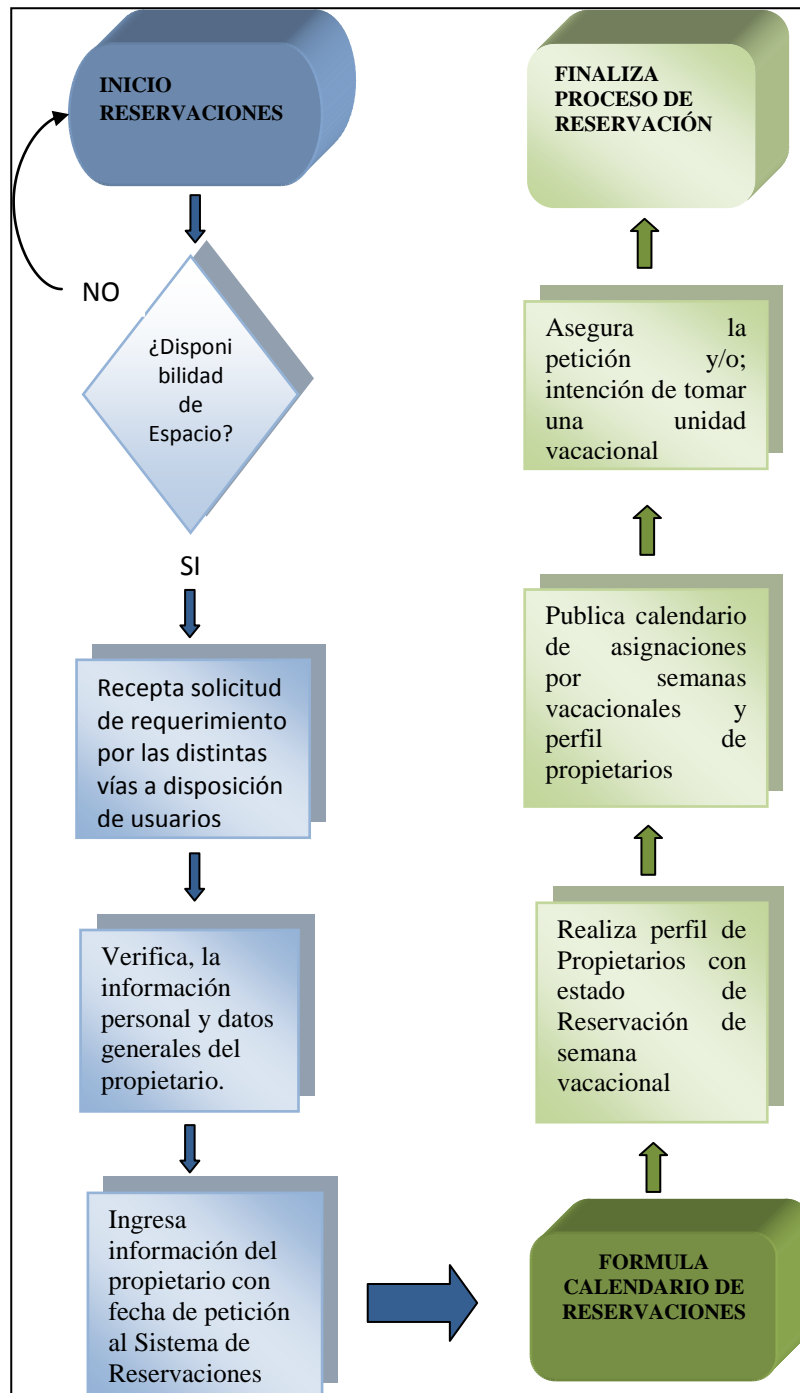 INICIO
RESERVACIONES
NO
¿Disponi
bilidad
de
Espacio?
SI
Recepta solicitud
de requerimiento
por las distintas
vías a disposición
de usuarios
Verifica, la
información
personal y datos
generales del
propietario.
Ingresa
información del
propietario con
fecha de petición
al Sistema de
Reservaciones
FORMULA
CALENDARIO DE
RESERVACIONES
Realiza perfil de
Propietarios con
estado de
Reservación de
semana
vacacional
Publica calendario
de asignaciones
por semanas
vacacionales y
perfil de
propietarios
Asegura la
petición y/o;
intención de tomar
una unidad
vacacional
FINALIZA
PROCESO DE
RESERVACIÓN